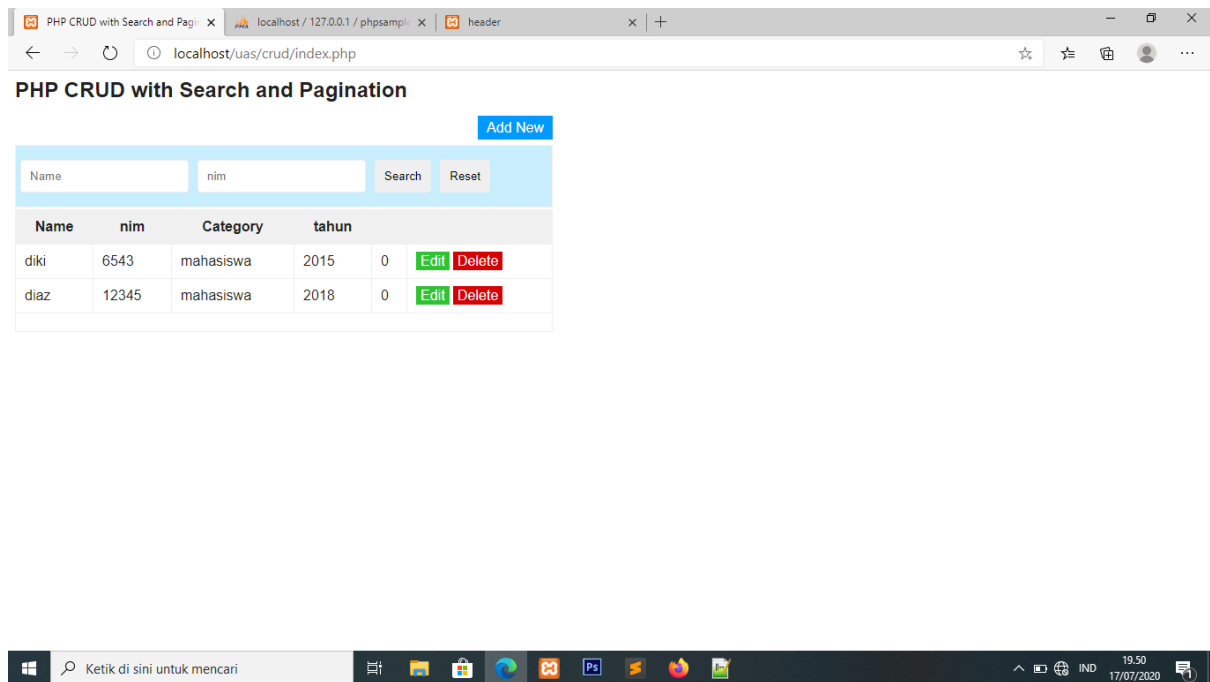 PHP CRUD with Search and Pagi
localhost / 127.0.0.1 / phpsampl
header
localhost/uas/crud/index.php
PHP CRUD with Search and Pagination
Add New
Name nim Search Reset
Name nim Category tahun
diki 6543 mahasiswa 2015 0 Edit Delete
diaz 12345 mahasiswa 2018 0 Edit Delete
Ketik di sini untuk mencari
Ps
IND
19.50
17/07/2020
1